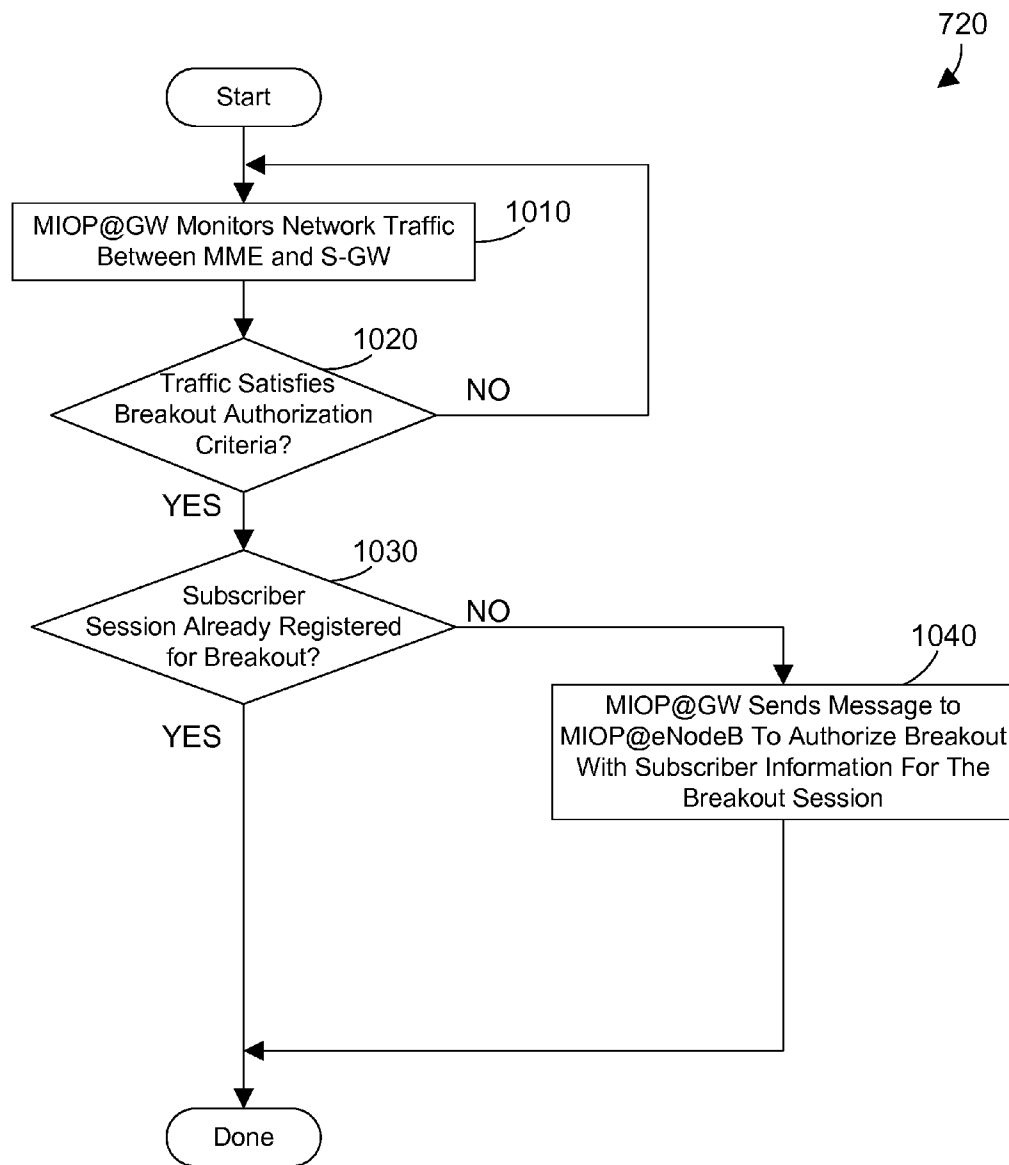 720
Start
MIOP@GW Monitors Network Traffic
Between MME and S-GW
1010
1020
Traffic Satisfies
Breakout Authorization
Criteria?
NO
YES
1030
Subscriber
Session Already Registered
for Breakout?
NO
YES
1040
MIOP@GW Sends Message to
MIOP@eNodeB To Authorize Breakout
With Subscriber Information For The
Breakout Session
Done